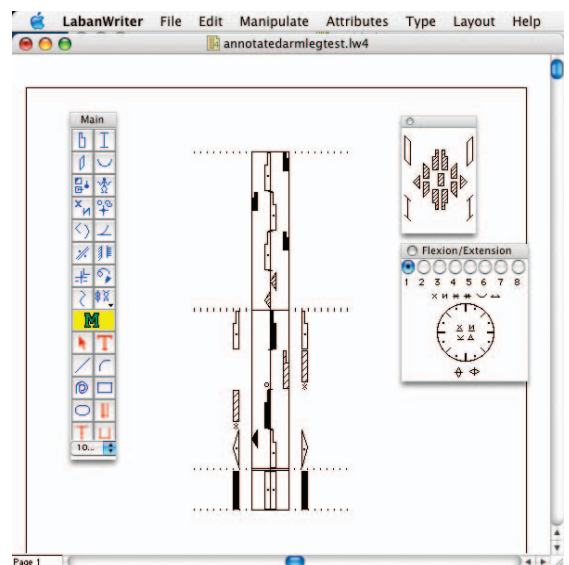 LabanWriter File Edit Manipulate Attributes Type Layout Help
annotatedarmlegtest.lw4
Main
M
T
10...
Flexion/Extension
1 2 3 4 5 6 7 8
Page 1